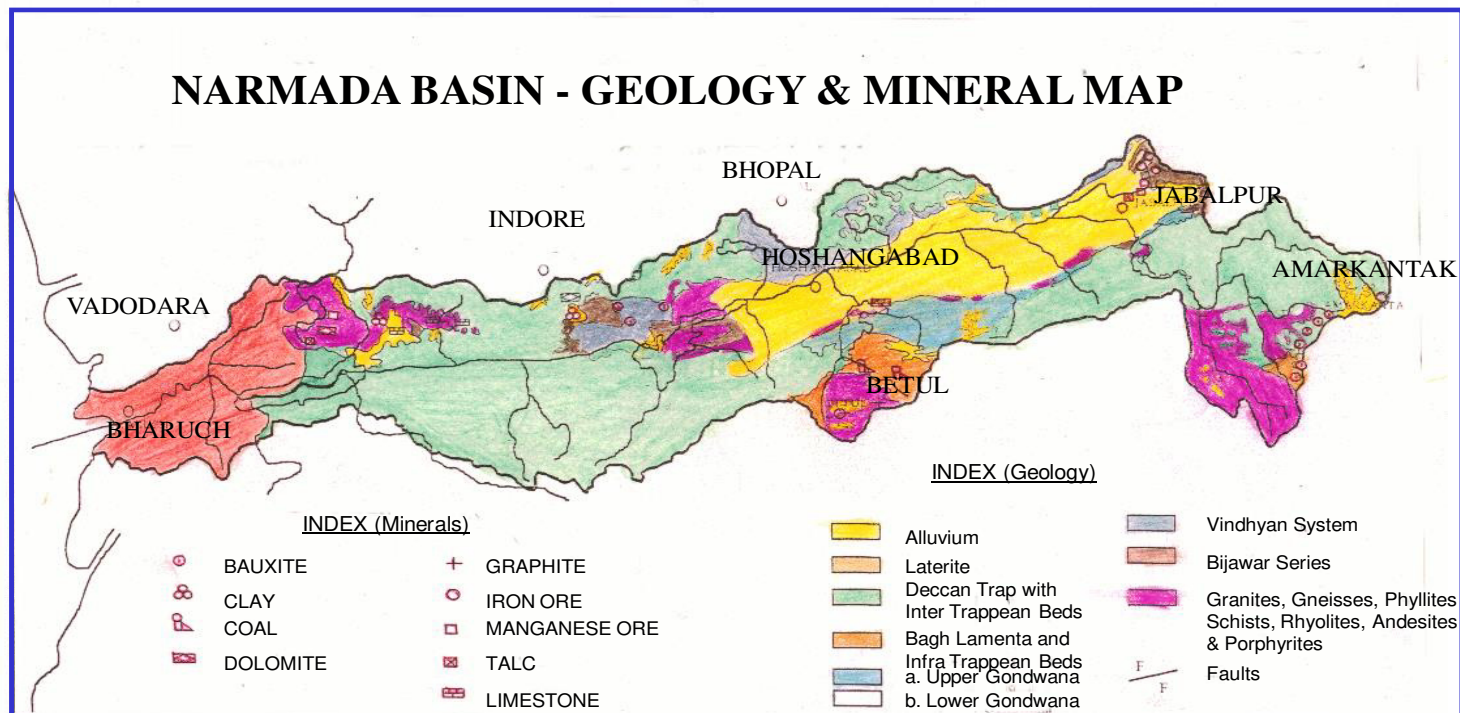 NARMADA BASIN - GEOLOGY & MINERAL MAP
BHOPAL
JABALPUR
INDORE
HOSHANGABAD
AMARKANTAK
VADODARA
BETUL
BHARUCH
INDEX (Minerals)
BAUXITE
CLAY
COAL
DOLOMITE
GRAPHITE
IRON ORE
MANGANESE ORE
TALC
LIMESTONE
INDEX (Geology)
Alluvium
Laterite
Deccan Trap with
Inter Trappean Beds
Bagh Lamenta and
Infra Trappean Beds
a. Upper Gondwana
b. Lower Gondwana
Vindhyan System
Bijawar Series
Granites, Gneisses, Phyllites
Schists, Rhyolites, Andesites
& Porphyrites
F
F
Faults